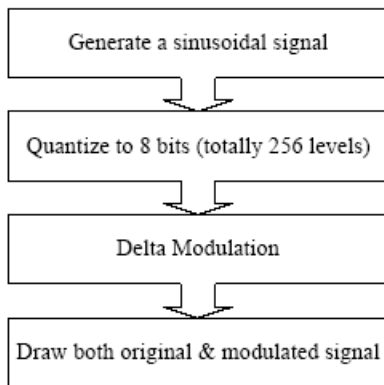 Generate a sinusoidal signal
Quantize to 8 bits (totally 256 levels)
Delta Modulation
Draw both original & modulated signal